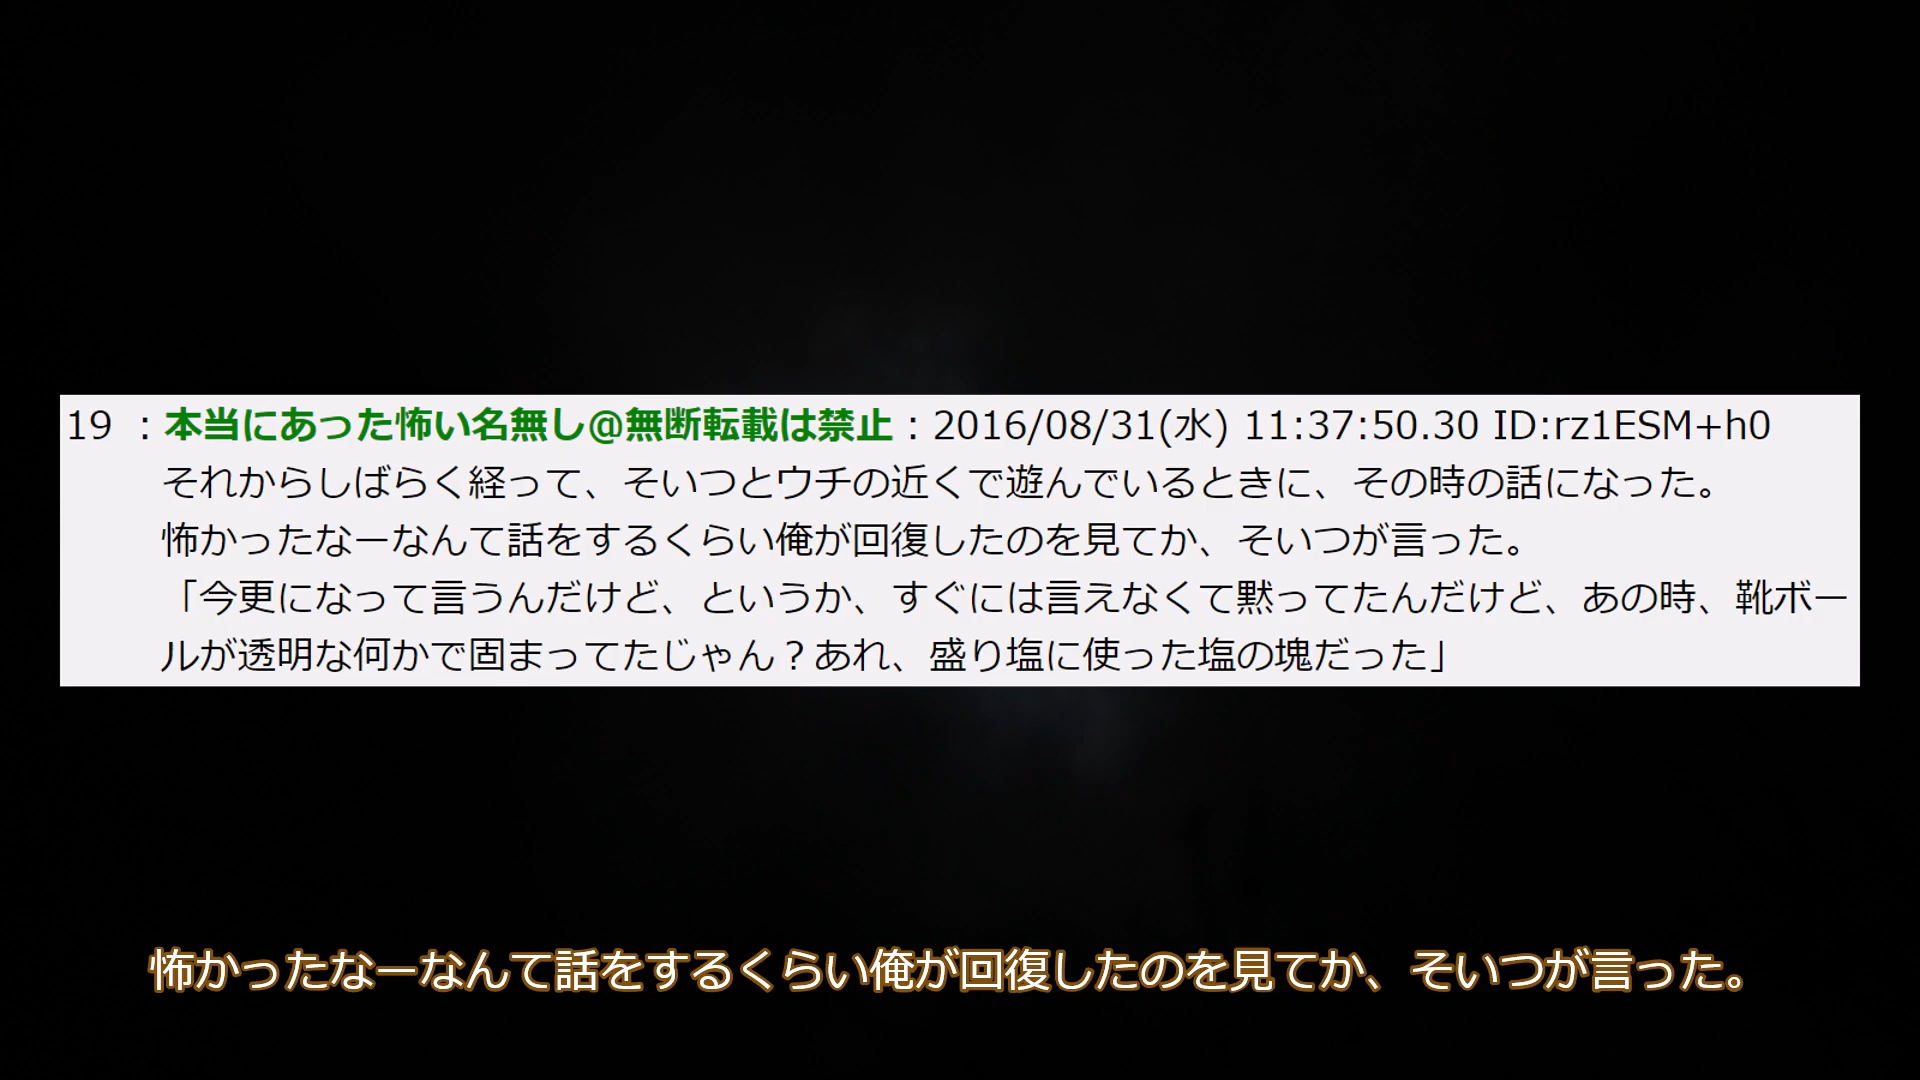 19 ：本当にあった怖い名無し@無断転載は禁止：2016/08/31(水) 11:37:50.30 ID:rz1ESM+h0
それからしばらく経って、そいつとウチの近くで遊んでいるときに、その時の話になった。
怖かったなーなんて話をするくらい俺が回復したのを見てか、そいつが言った。
「今更になって言うんだけど、というか、すぐには言えなくて黙ってたんだけど、あの時、靴ボー
ルが透明な何かで固まってたじゃん？あれ、盛り塩に使った塩の塊だった」
怖かったなーなんて話をするくらい俺が回復したのを見てか、そいつが言った。